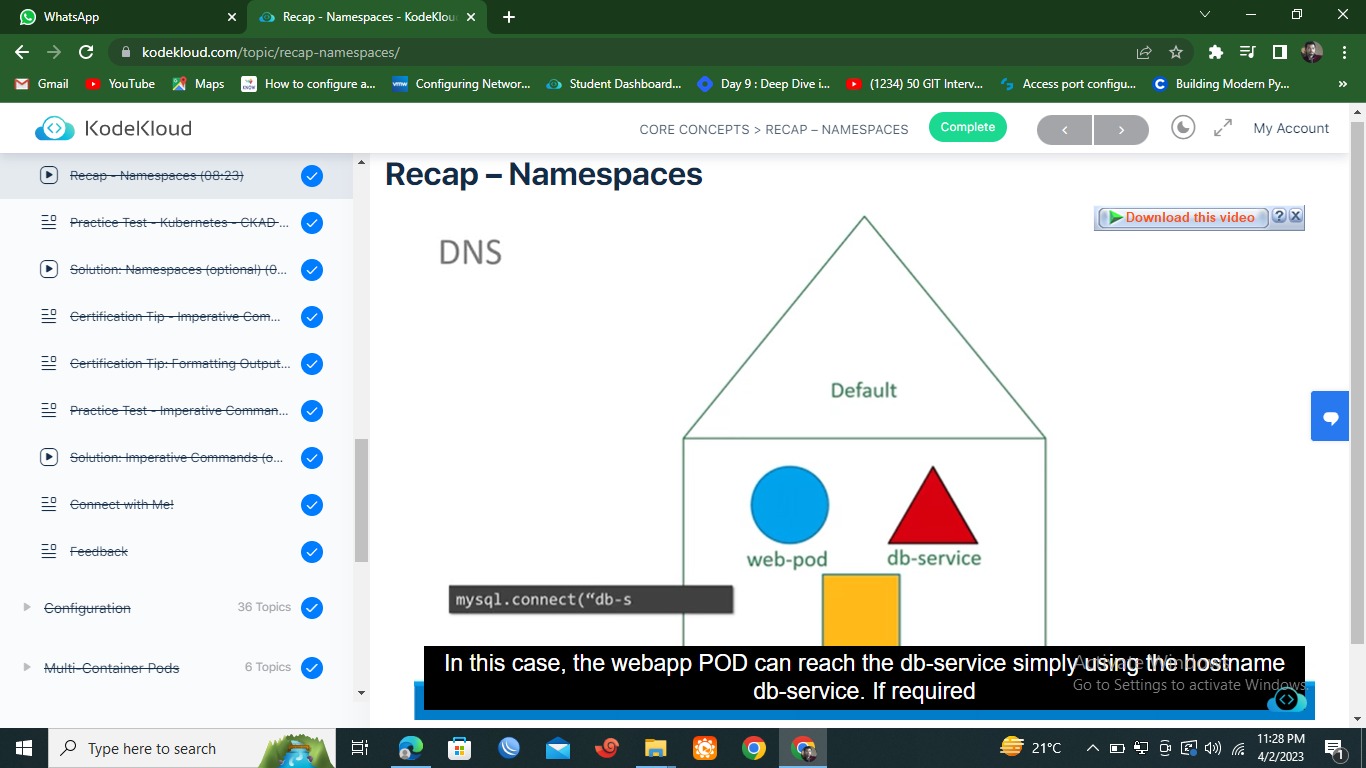 WhatsApp
Recap - Namespaces - KodeKlou
kodekloud.com/topic/recap-namespaces/
Gmail
YouTube
Maps
How to configure a...
Configuring Networ...
Student Dashboard...
Day 9 : Deep Dive i...
(1234) 50 GIT Interv...
Access port configu...
Building Modern Py...
»
KodeKloud
CORE CONCEPTS > RECAP – NAMESPACES
Complete
My Account
Recap - Namespaces (08:23)
Practice Test - Kubernetes - CKAD ...
Solution: Namespaces (optional) (0...
Certification Tip - Imperative Com...
Certification Tip: Formatting Output...
Practice Test - Imperative Comman...
Solution: Imperative Commands (o...
Connect with Me!
Feedback
Configuration
36 Topics
Multi-Container Pods
6 Topics
Recap – Namespaces
Download this video
?
X
DNS
Default
web-pod
db-service
mysql.connect(“db-s
In this case, the webapp POD can reach the db-service simply using the hostname
db-service. If required
Activate Windows
Go to Settings to activate Windows.
Type here to search
21°C
11:28 PM
4/2/2023
1